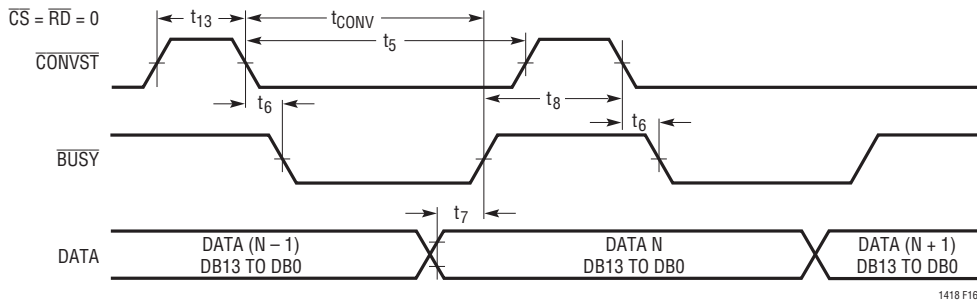 CS = RD = 0
t13
tCONV
t5
CONVST
t6
t8
t6
BUSY
t7
DATA
DATA (N – 1)
DB13 TO DB0
DATA N
DB13 TO DB0
DATA (N + 1)
DB13 TO DB0
1418 F16